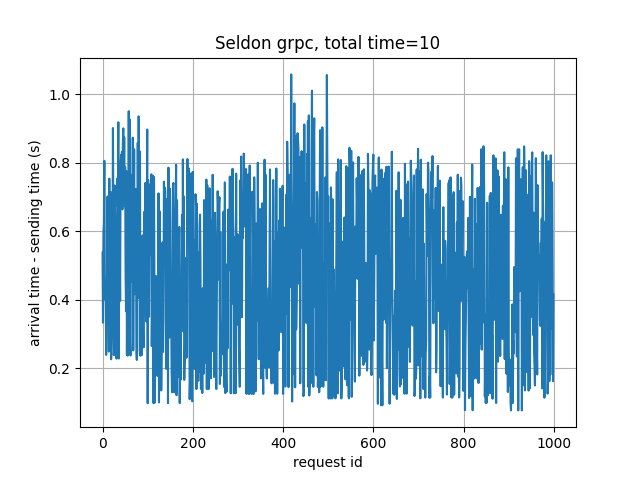 Seldon grpc, total time=10
arrival time - sending time (s)
1.0
0.8
0.6
0.4
0.2
0 200 400 600 800 1000
request id